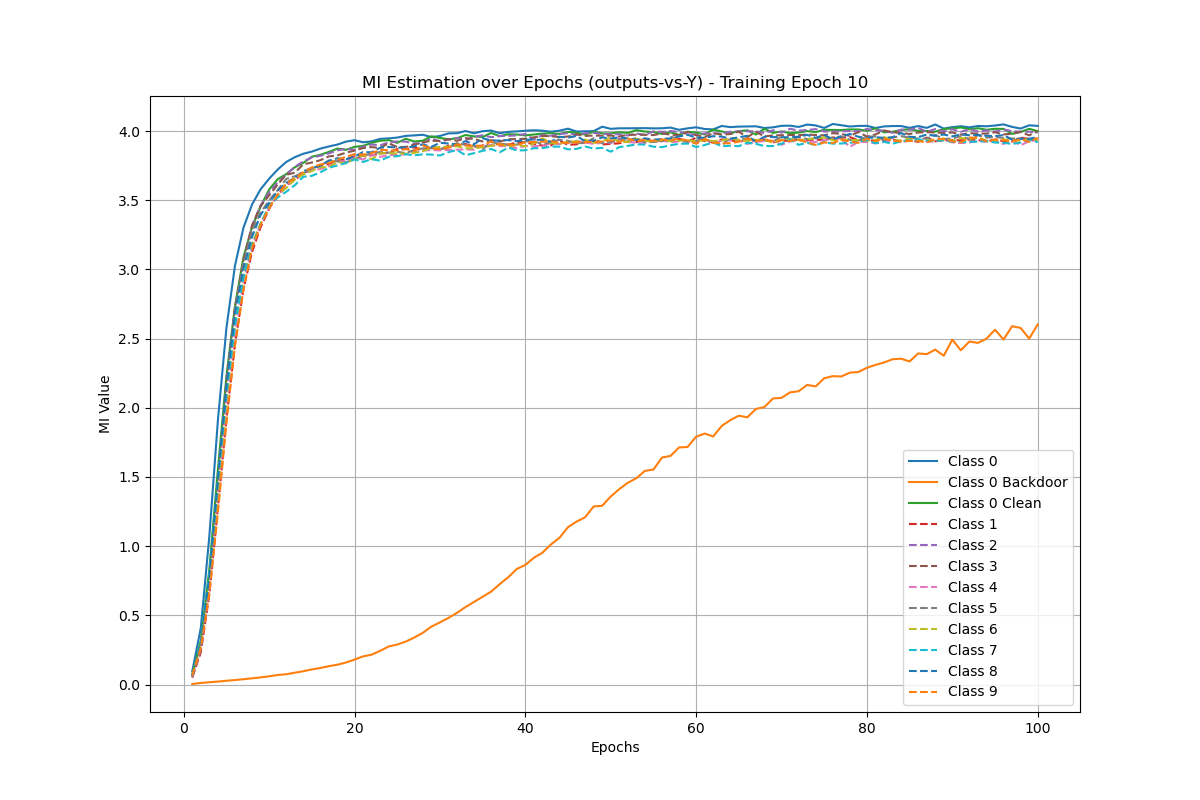 MI Estimation over Epochs (outputs-vs-Y) - Training Epoch 10
MI Value
4.0
3.5
3.0
2.5
2.0
1.5
1.0
0.5
0.0
Class 0
Class 0 Backdoor
Class 0 Clean
Class 1
Class 2
Class 3
Class 4
Class 5
Class 6
Class 7
Class 8
Class 9
0 20 40 60 80 100
Epochs